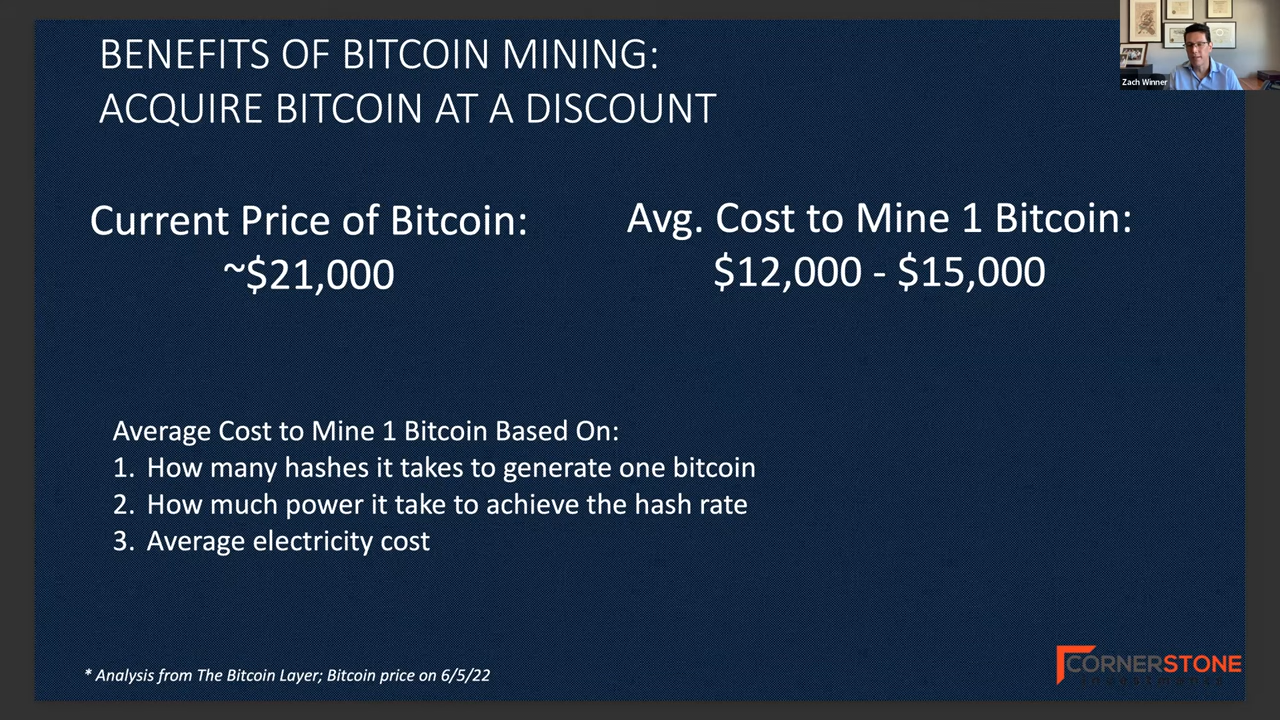 BENEFITS OF BITCOIN MINING:
ACQUIRE BITCOIN AT A DISCOUNT
Zach Winner
Current Price of Bitcoin:
~$21,000
Avg. Cost to Mine 1 Bitcoin:
$12,000 - $15,000
Average Cost to Mine 1 Bitcoin Based On:
1. How many hashes it takes to generate one bitcoin
2. How much power it take to achieve the hash rate
3. Average electricity cost
* Analysis from The Bitcoin Layer; Bitcoin price on 6/5/22
CORNERSTONE